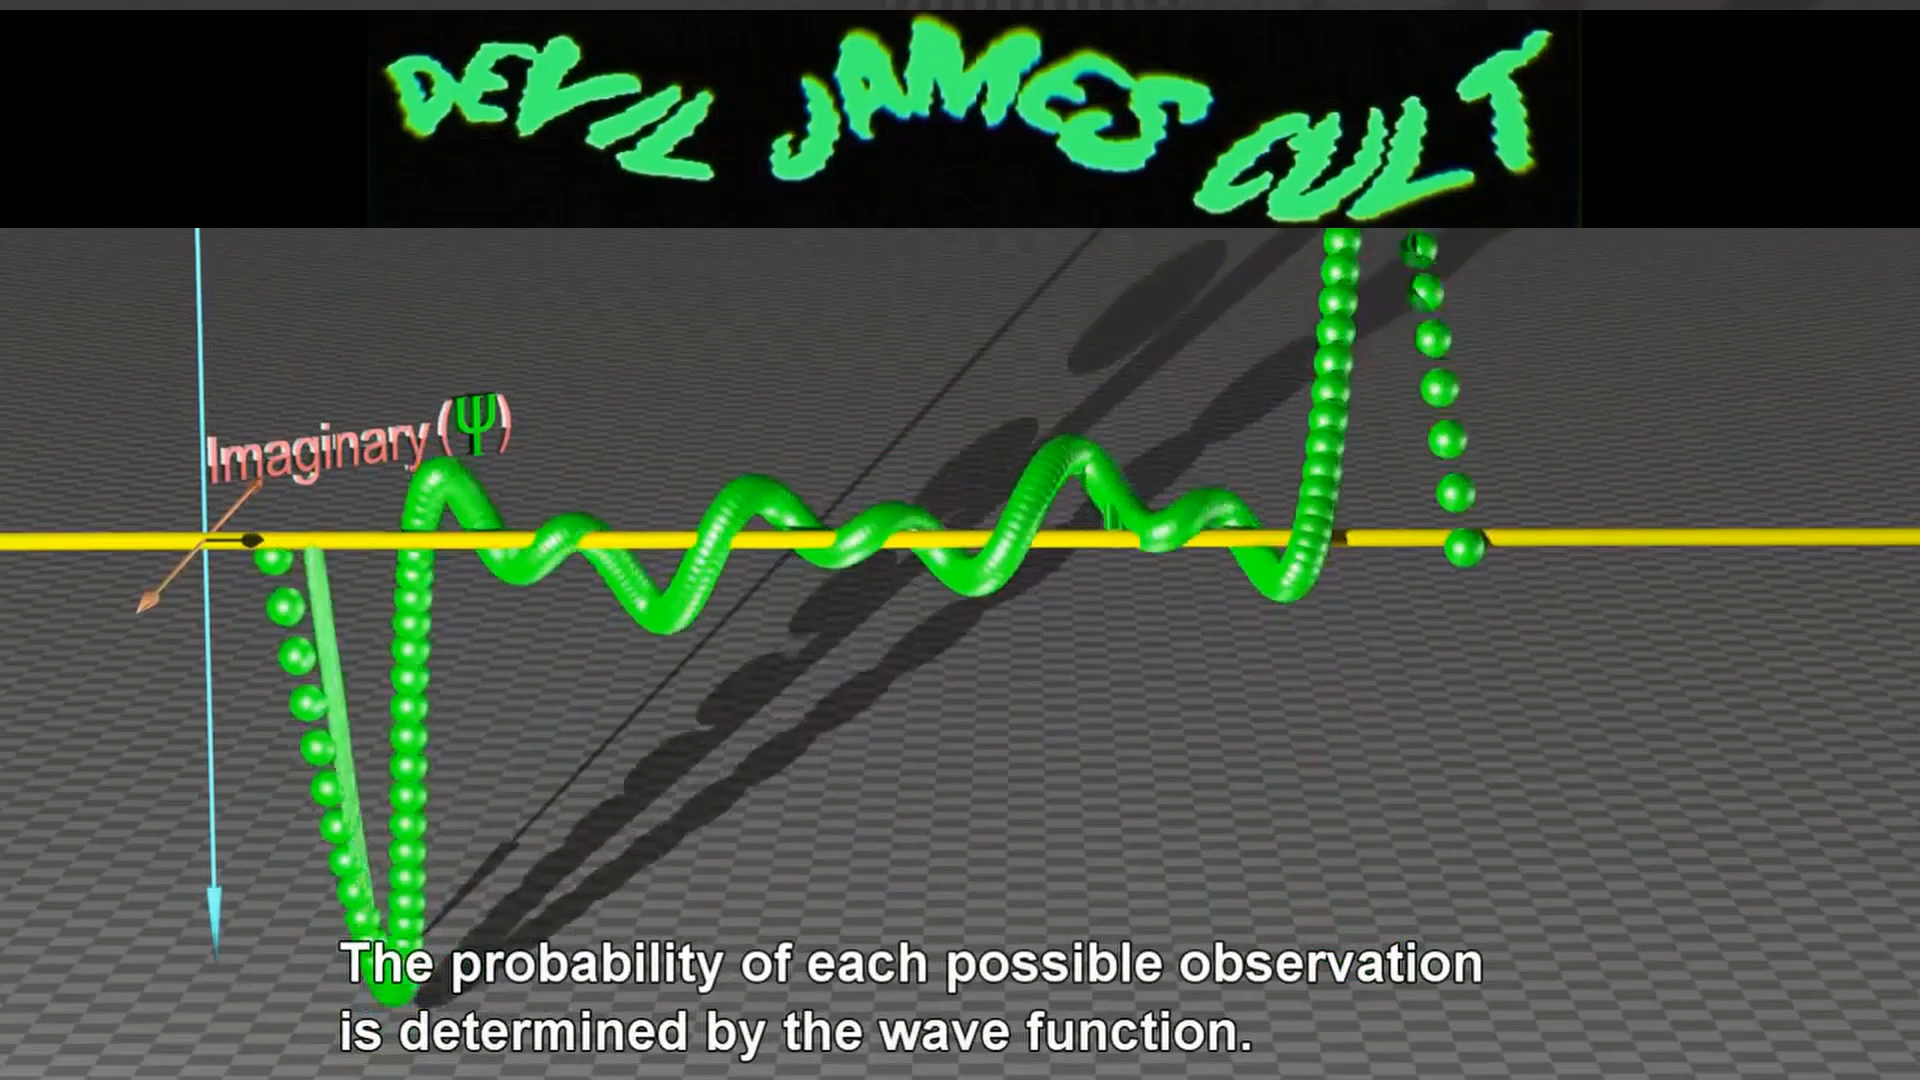 DEVIL JAMES CULT
Imaginary (Ψ)
The probability of each possible observation
is determined by the wave function.